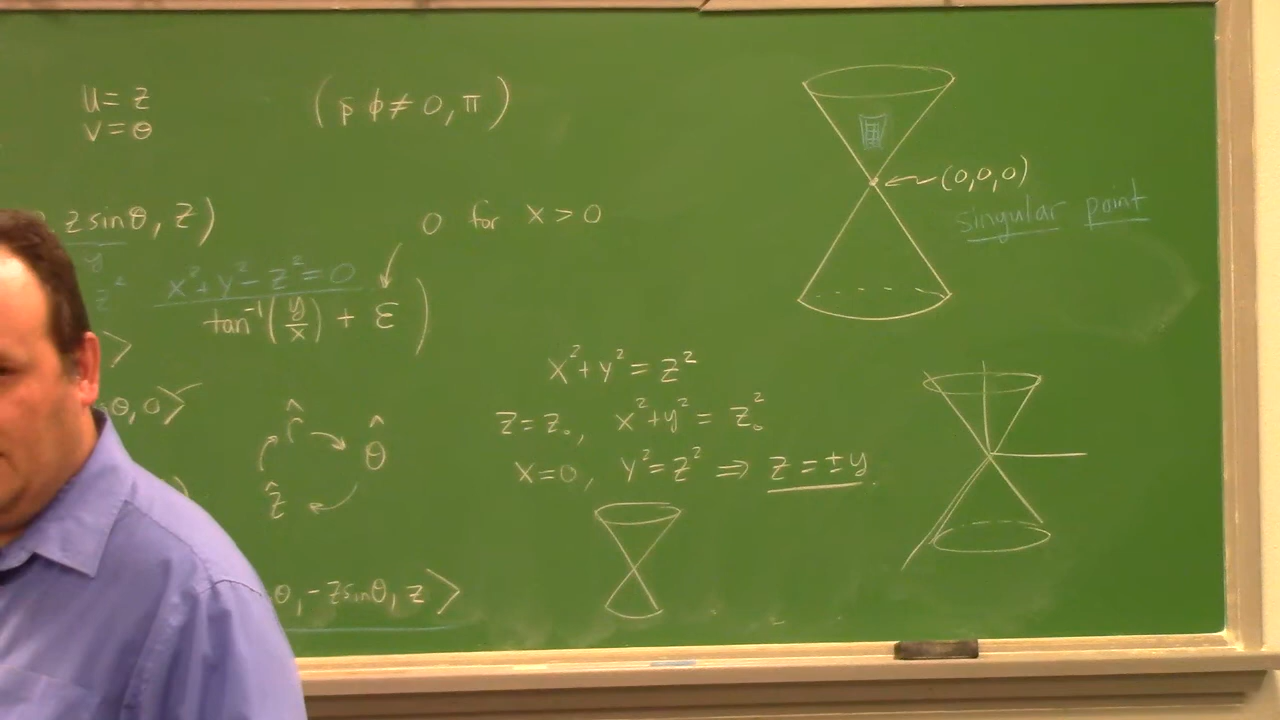 u = z
v = θ
ϕ ≠ 0, π)
(0,0,0)
singular point
z sinθ, z)
y
0 for x > 0
z²
x² + y² - z² = 0
tan⁻¹(y/x) + ε)
>
x² + y² = z²
θ, 0>
z = z₀, x² + y² = z₀²
x = 0, y² = z² ⇒ z = ±y
r̂
θ̂
ẑ
θ, -z sinθ, z>